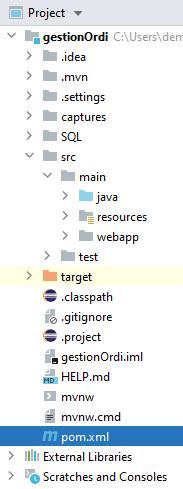 Project
gestionOrdi C:\Users\den
.idea
.mvn
.settings
captures
SQL
src
main
java
resources
webapp
test
target
.classpath
.gitignore
.project
gestionOrdi.iml
HELP.md
mvnw
mvnw.cmd
pom.xml
External Libraries
Scratches and Consoles